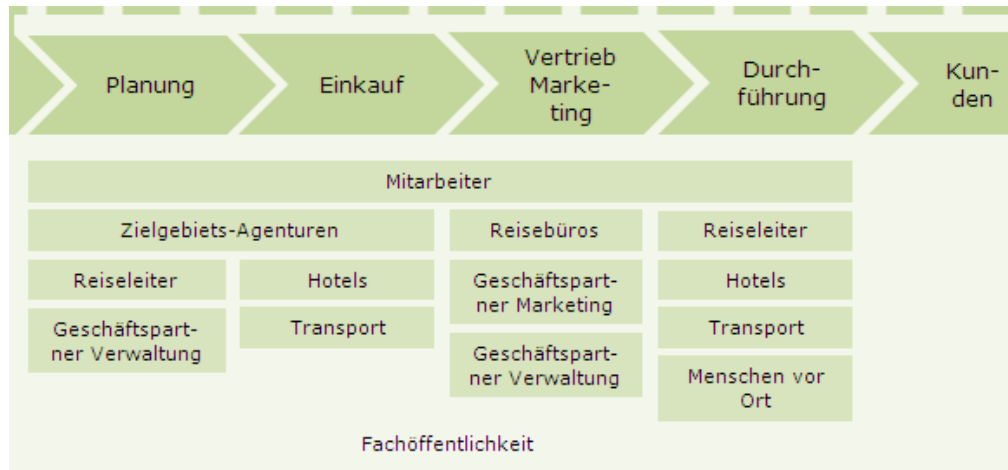 Planung
Einkauf
Vertrieb
Marke-
ting
Durch-
führung
Kun-
den
Mitarbeiter
Zielgebiets-Agenturen
Reisebüros
Reiseleiter
Reiseleiter
Hotels
Geschäftspart-
ner Marketing
Hotels
Geschäftspart-
ner Verwaltung
Transport
Geschäftspart-
ner Verwaltung
Transport
Menschen vor
Ort
Fachöffentlichkeit